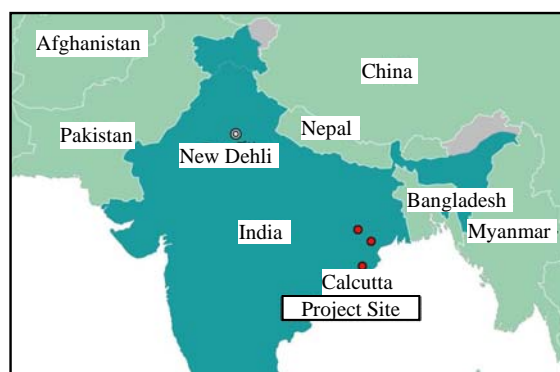 Afghanistan
China
Pakistan
Nepal
New Dehli
Bangladesh
India
Myanmar
Calcutta
Project Site